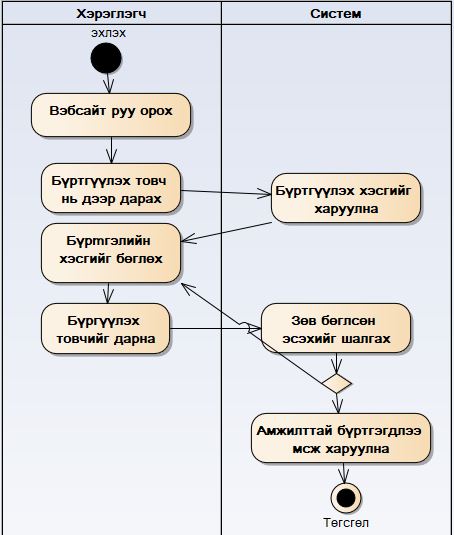 Хэрэглэгч
Систем
эхлэх
Вэбсайт руу орох
Бүртгүүлэх товч
нь дээр дарах
Бүртгүүлэх хэсгийг
харуулна
Бүртгэлийн
хэсгийг бөглөх
Бүргүүлэх
товчийг дарна
Зөв бөглсөн
эсэхийг шалгах
Амжилттай бүртгэгдлээ
мсж харуулна
Төгсгөл